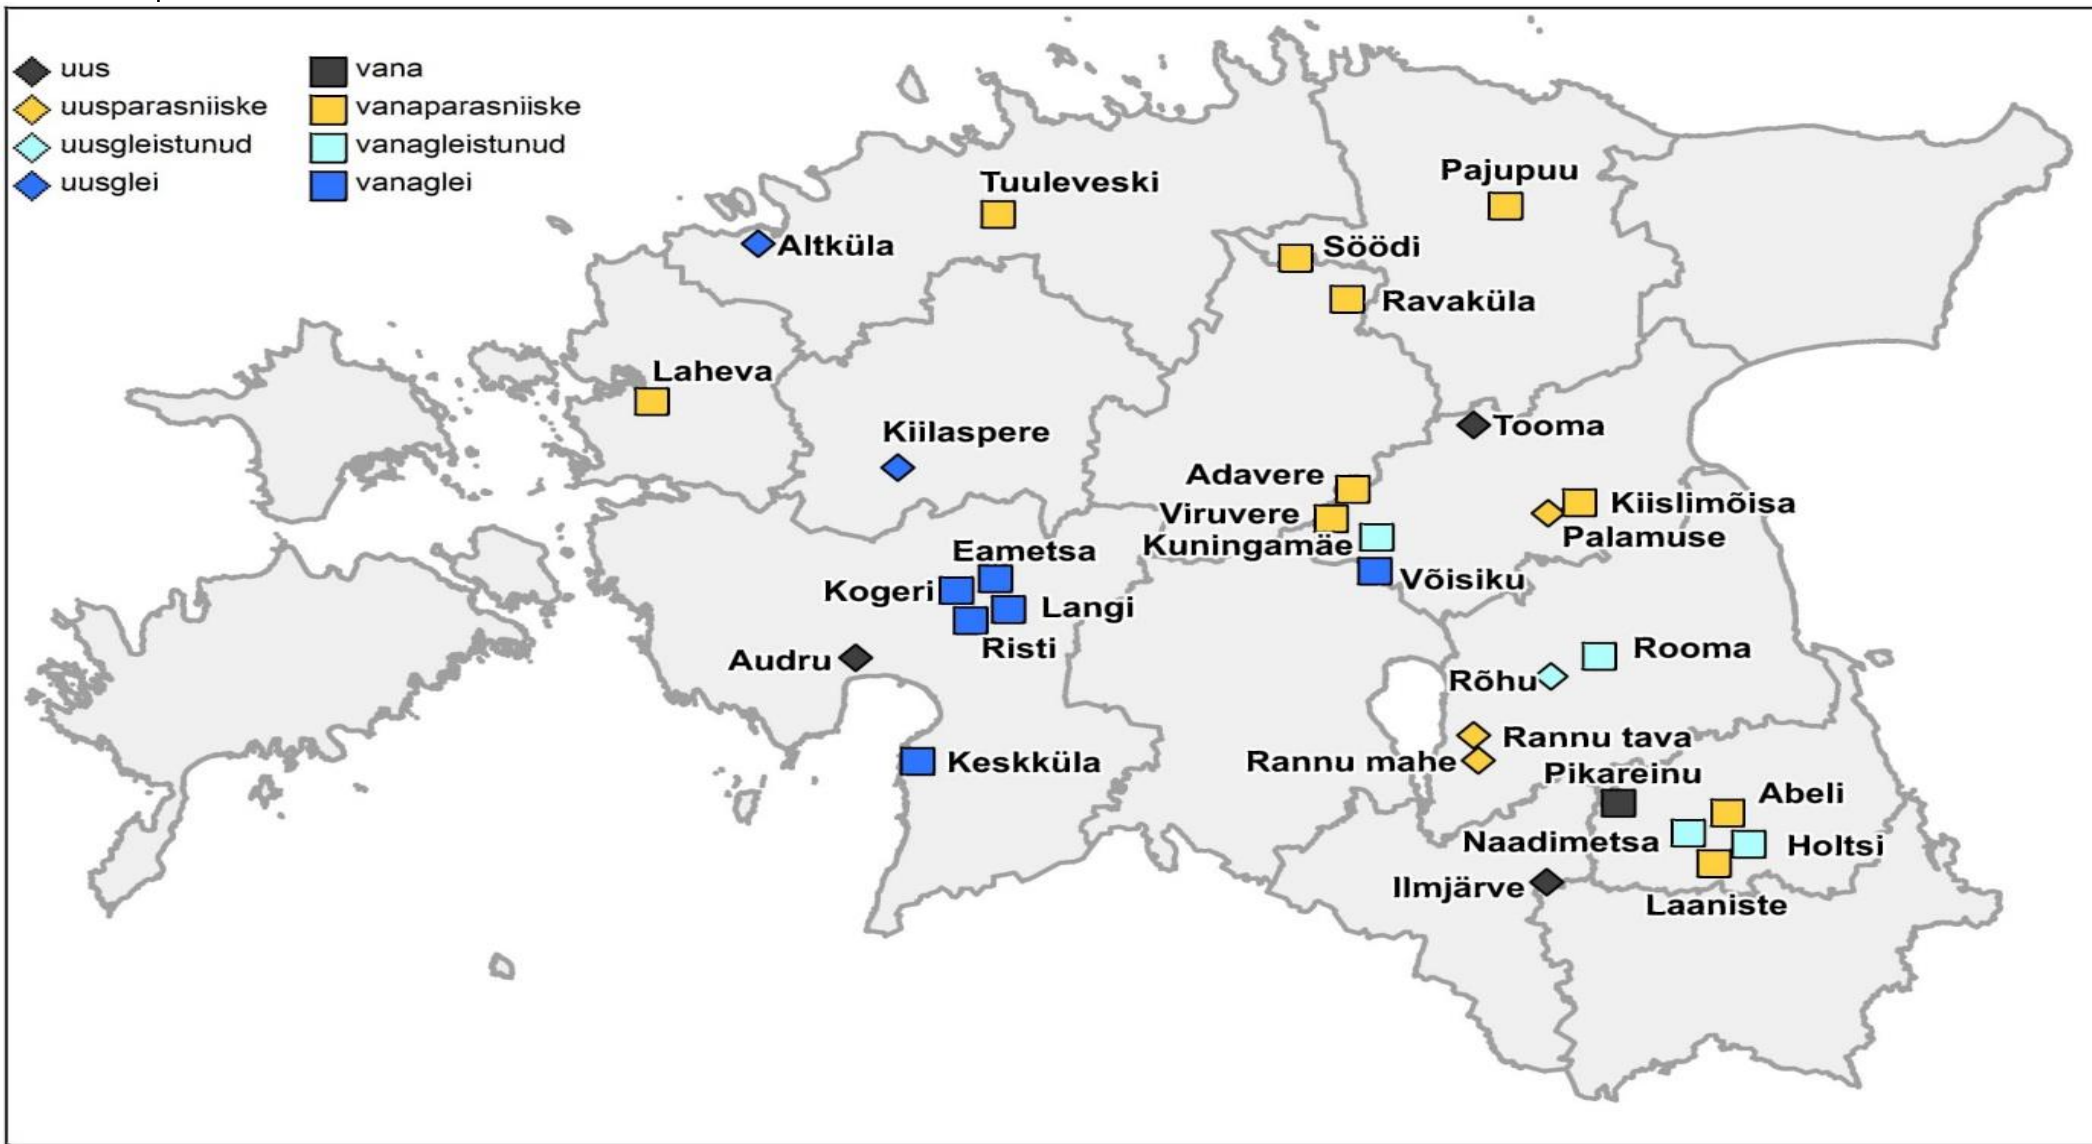 uus
vana
uusparasniiske
vanaparasniiske
uusgleistunud
vanagleistunud
uusglei
vanaglei
Pajupuu
Tuuleveski
Altküla
Söödi
Ravaküla
Laheva
Kiilaspere
Tooma
Adavere
Kiislimõisa
Viruvere
Palamuse
Kuningamäe
Eametsa
Võisiku
Kogeri
Langi
Risti
Rooma
Audru
Rõhu
Rannu tava
Keskküla
Rannu mahe
Pikareinu
Abeli
Naadimetsa
Holtsi
Ilmjärve
Laaniste